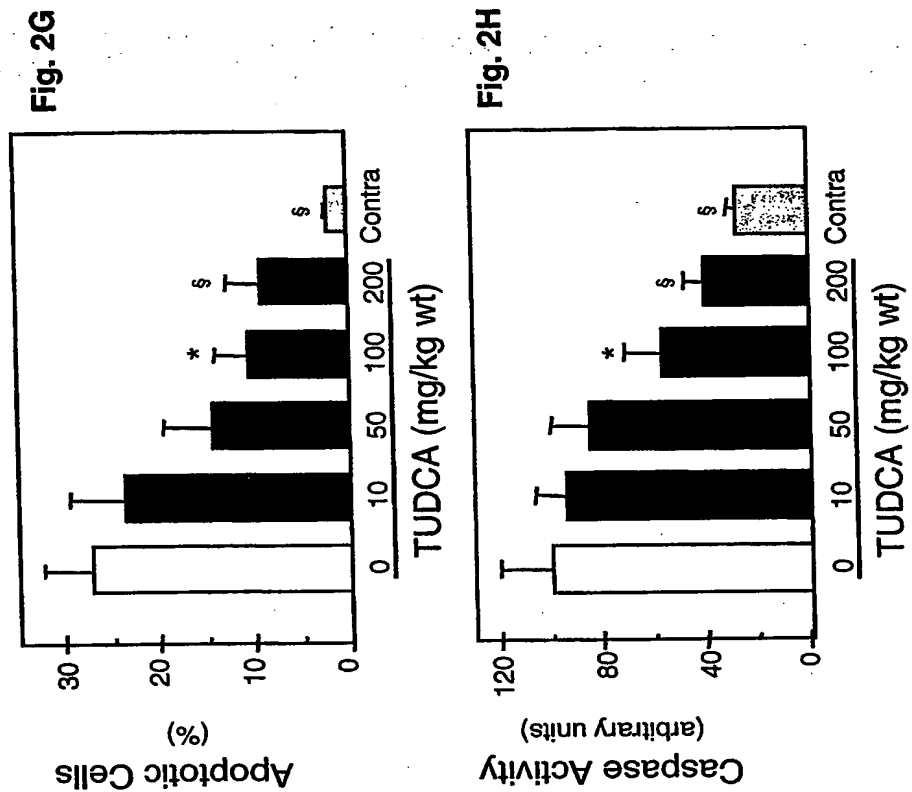 Fig. 2G
Apoptotic Cells
(%)
30
20
10
0
§
*
§
0 10 50 100 200 Contra
TUDCA (mg/kg wt)
Fig. 2H
Caspase Activity
(arbitrary units)
120
80
40
0
§
*
§
0 10 50 100 200 Contra
TUDCA (mg/kg wt)